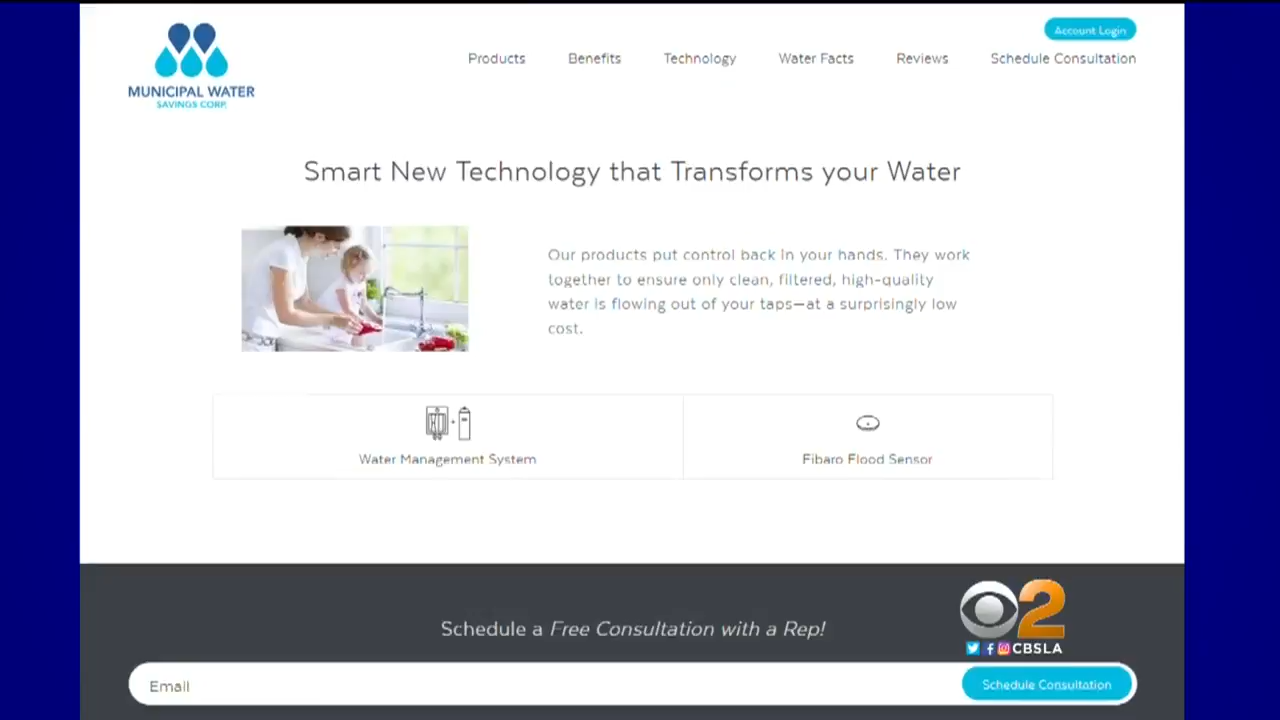 MUNICIPAL WATER
SAVINGS CORP.
Account Login
Products Benefits Technology Water Facts Reviews Schedule Consultation
Smart New Technology that Transforms your Water
Our products put control back in your hands. They work
together to ensure only clean, filtered, high-quality
water is flowing out of your taps—at a surprisingly low
cost.
Water Management System
Fibaro Flood Sensor
Schedule a Free Consultation with a Rep!
2
CBSLA
Email
Schedule Consultation